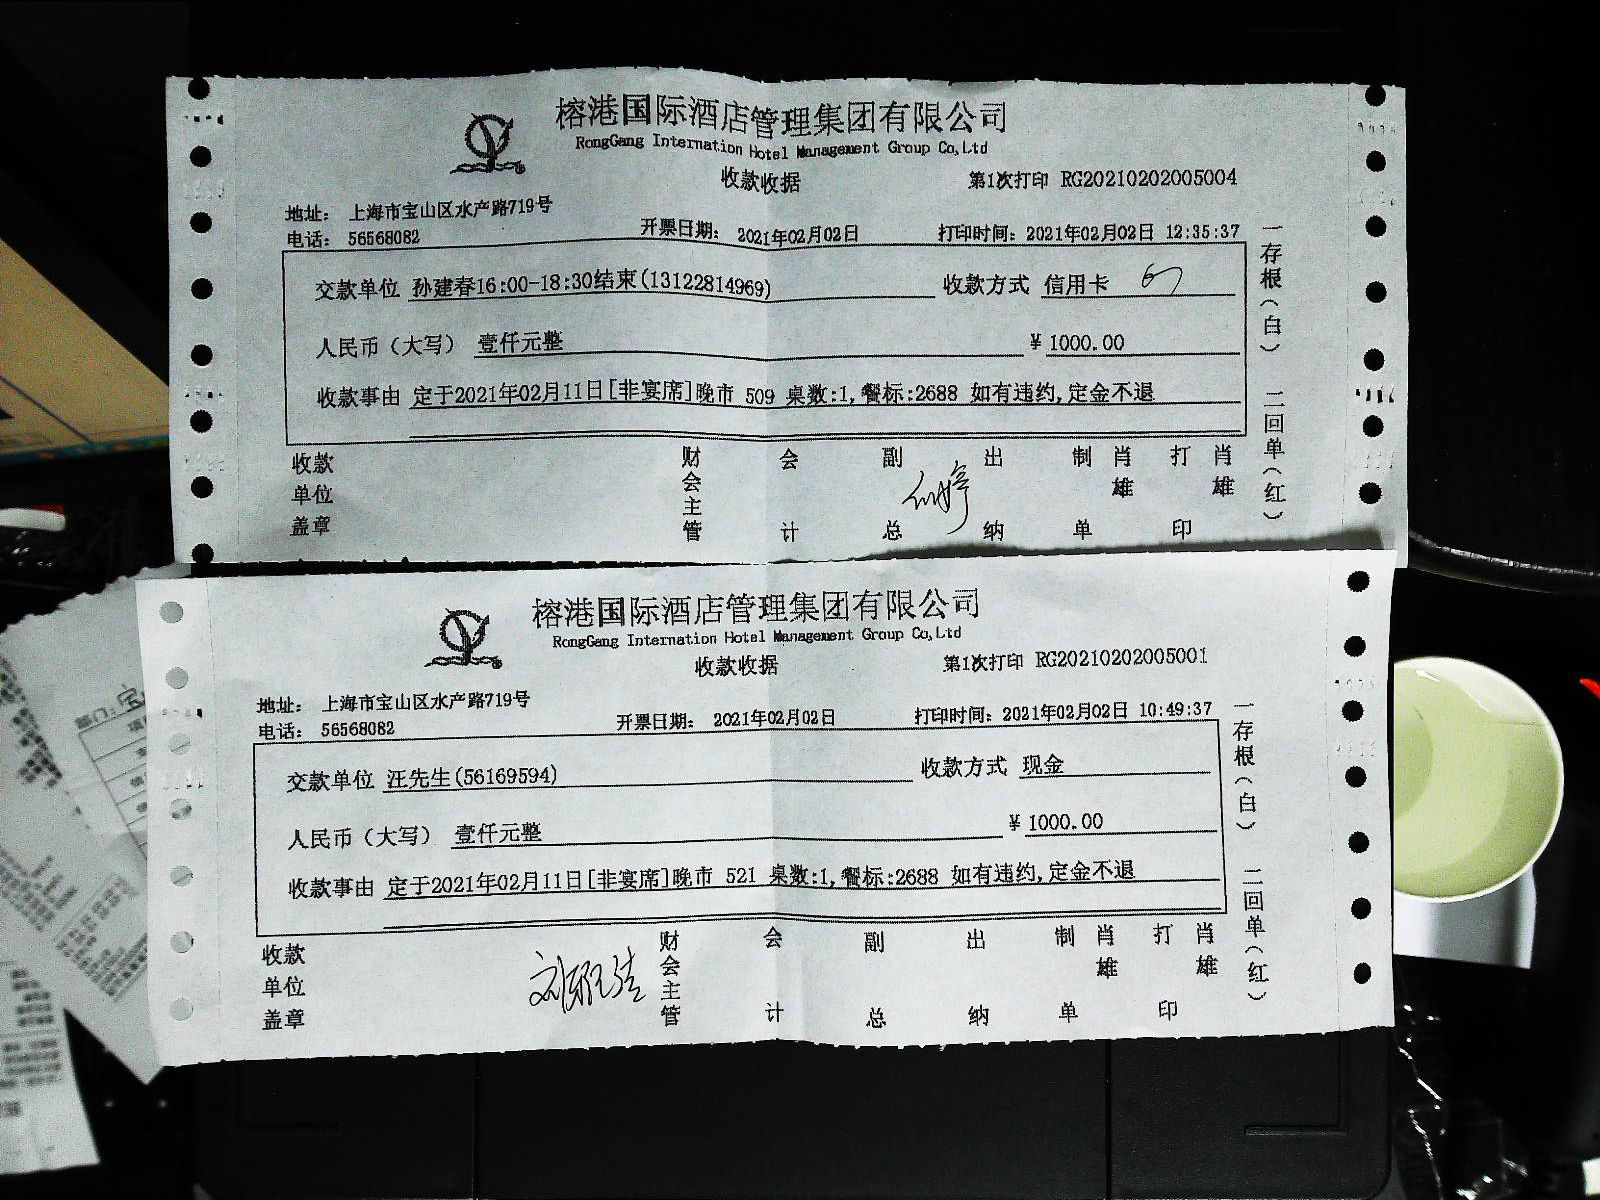 榕港国际酒店管理集团有限公司
RongGang Internation Hotel Management Group Co,Ltd
收款收据
第1次打印 RG20210202005004
地址: 上海市宝山区水产路719号
电话: 56568082
开票日期: 2021年02月02日
打印时间: 2021年02月02日 12:35:37
交款单位 孙建春16:00-18:30结束(13122814969)
收款方式 信用卡
人民币（大写） 壹仟元整
¥ 1000.00
收款事由 定于2021年02月11日[非宴席]晚市 509 桌数:1,餐标:2688 如有违约,定金不退
收款单位盖章
财会主管
会计
副总
出纳
制单
肖雄
打印
肖雄
一存根(白)
二回单(红)
榕港国际酒店管理集团有限公司
RongGang Internation Hotel Management Group Co,Ltd
收款收据
第1次打印 RG20210202005001
地址: 上海市宝山区水产路719号
电话: 56568082
开票日期: 2021年02月02日
打印时间: 2021年02月02日 10:49:37
交款单位 汪先生(56169594)
收款方式 现金
人民币（大写） 壹仟元整
¥ 1000.00
收款事由 定于2021年02月11日[非宴席]晚市 521 桌数:1,餐标:2688 如有违约,定金不退
收款单位盖章
财会主管
会计
副总
出纳
制单
肖雄
打印
肖雄
一存根(白)
二回单(红)